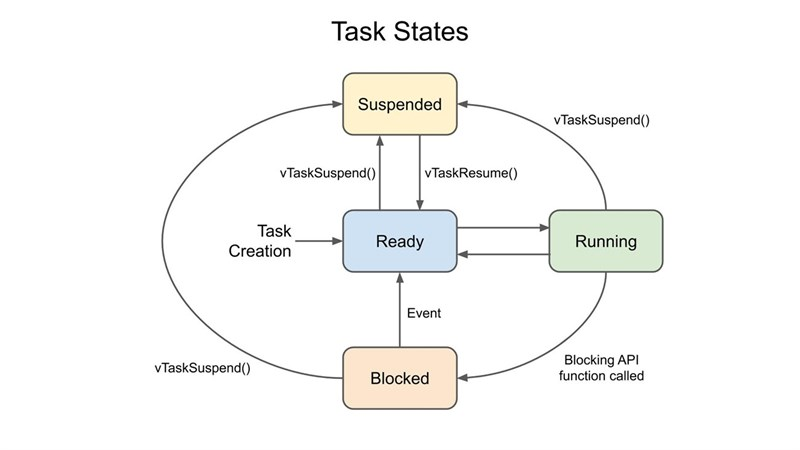 Task States
Suspended
vTaskSuspend()
vTaskSuspend()
vTaskResume()
Task
Creation
Ready
Running
Event
vTaskSuspend()
Blocked
Blocking API
function called